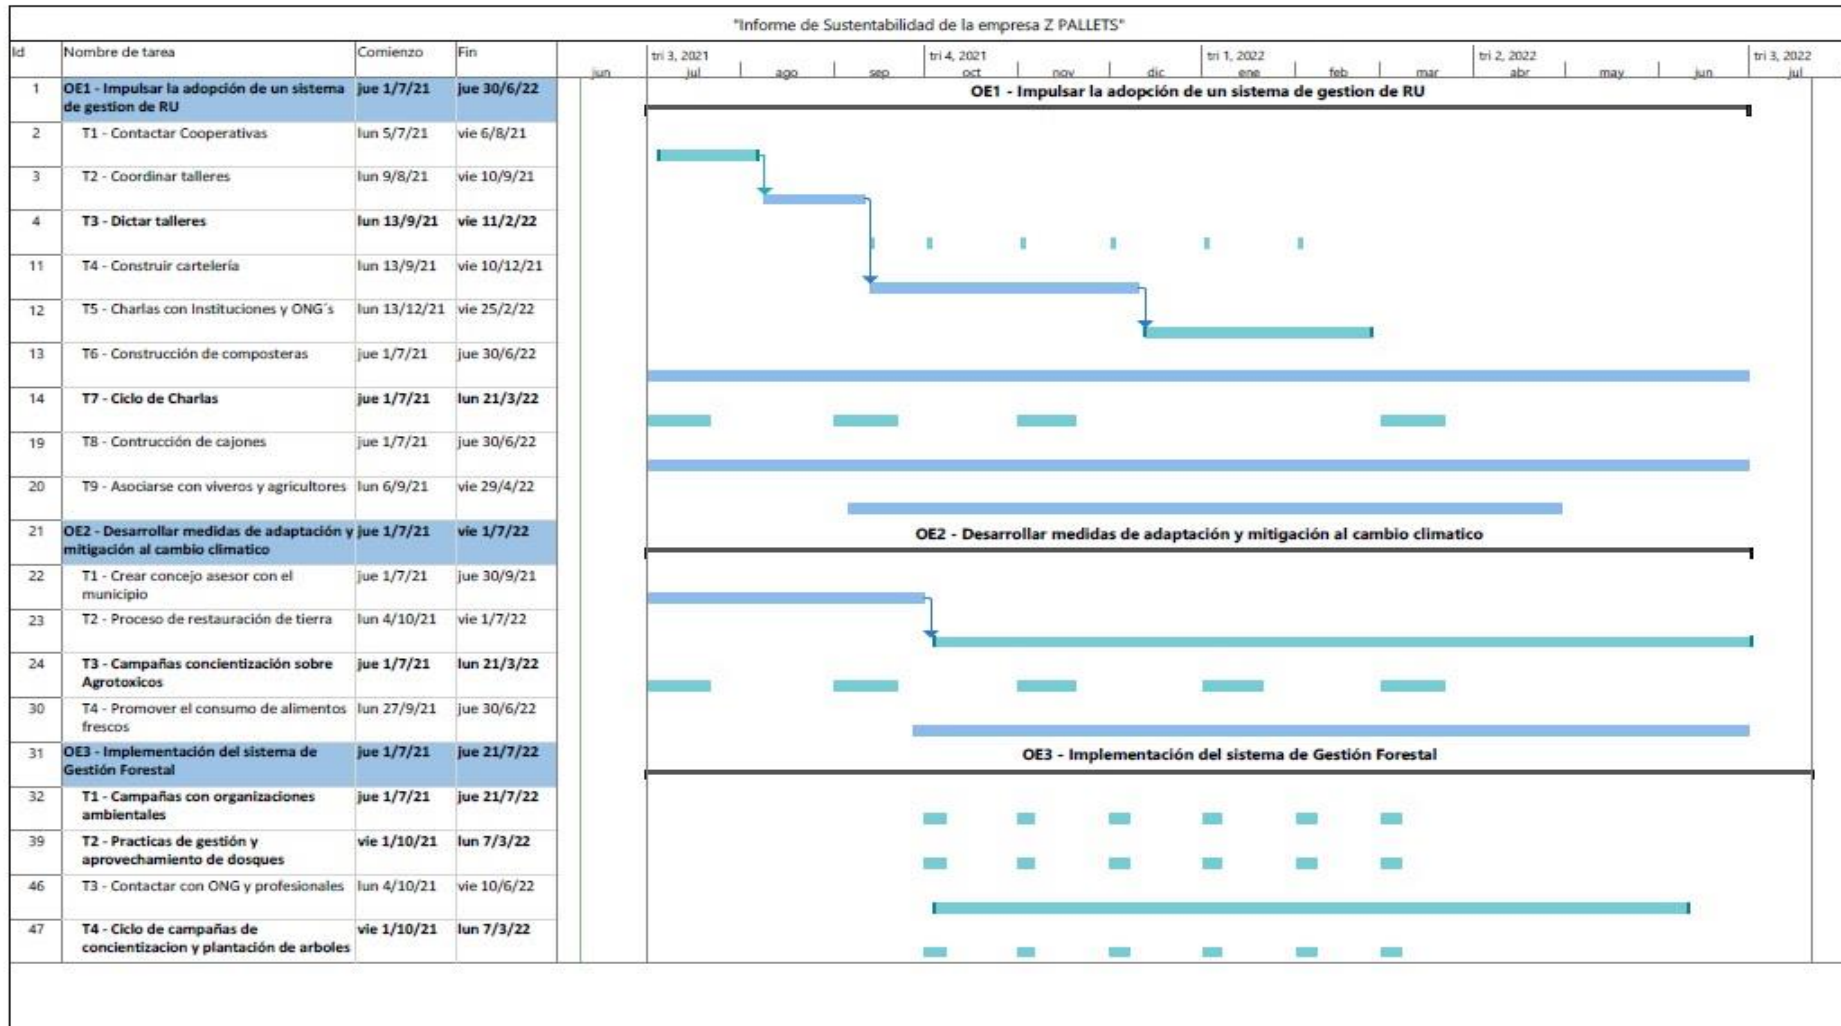 "Informe de Sustentabilidad de la empresa Z PALLETS"
Id Nombre de tarea Comienzo Fin
tri 3, 2021 tri 4, 2021 tri 1, 2022 tri 2, 2022 tri 3, 2022
jun jul ago sep oct nov dic ene feb mar abr may jun jul
1 OE1 - Impulsar la adopción de un sistema jue 1/7/21 jue 30/6/22 OE1 - Impulsar la adopción de un sistema de gestion de RU
de gestion de RU
2 T1 - Contactar Cooperativas lun 5/7/21 vie 6/8/21
3 T2 - Coordinar talleres lun 9/8/21 vie 10/9/21
4 T3 - Dictar talleres lun 13/9/21 vie 11/2/22
11 T4 - Construir cartelería lun 13/9/21 vie 10/12/21
12 T5 - Charlas con Instituciones y ONG´s lun 13/12/21 vie 25/2/22
13 T6 - Construcción de composteras jue 1/7/21 jue 30/6/22
14 T7 - Ciclo de Charlas jue 1/7/21 lun 21/3/22
19 T8 - Contrucción de cajones jue 1/7/21 jue 30/6/22
20 T9 - Asociarse con viveros y agricultores lun 6/9/21 vie 29/4/22
21 OE2 - Desarrollar medidas de adaptación y jue 1/7/21 vie 1/7/22 OE2 - Desarrollar medidas de adaptación y mitigación al cambio climatico
mitigación al cambio climatico
22 T1 - Crear concejo asesor con el jue 1/7/21 jue 30/9/21
municipio
23 T2 - Proceso de restauración de tierra lun 4/10/21 vie 1/7/22
24 T3 - Campañas concientización sobre jue 1/7/21 lun 21/3/22
Agrotoxicos
30 T4 - Promover el consumo de alimentos lun 27/9/21 jue 30/6/22
frescos
31 OE3 - Implementación del sistema de jue 1/7/21 jue 21/7/22 OE3 - Implementación del sistema de Gestión Forestal
Gestión Forestal
32 T1 - Campañas con organizaciones jue 1/7/21 jue 21/7/22
ambientales
39 T2 - Practicas de gestión y vie 1/10/21 lun 7/3/22
aprovechamiento de dosques
46 T3 - Contactar con ONG y profesionales lun 4/10/21 vie 10/6/22
47 T4 - Ciclo de campañas de vie 1/10/21 lun 7/3/22
concientizacion y plantación de arboles